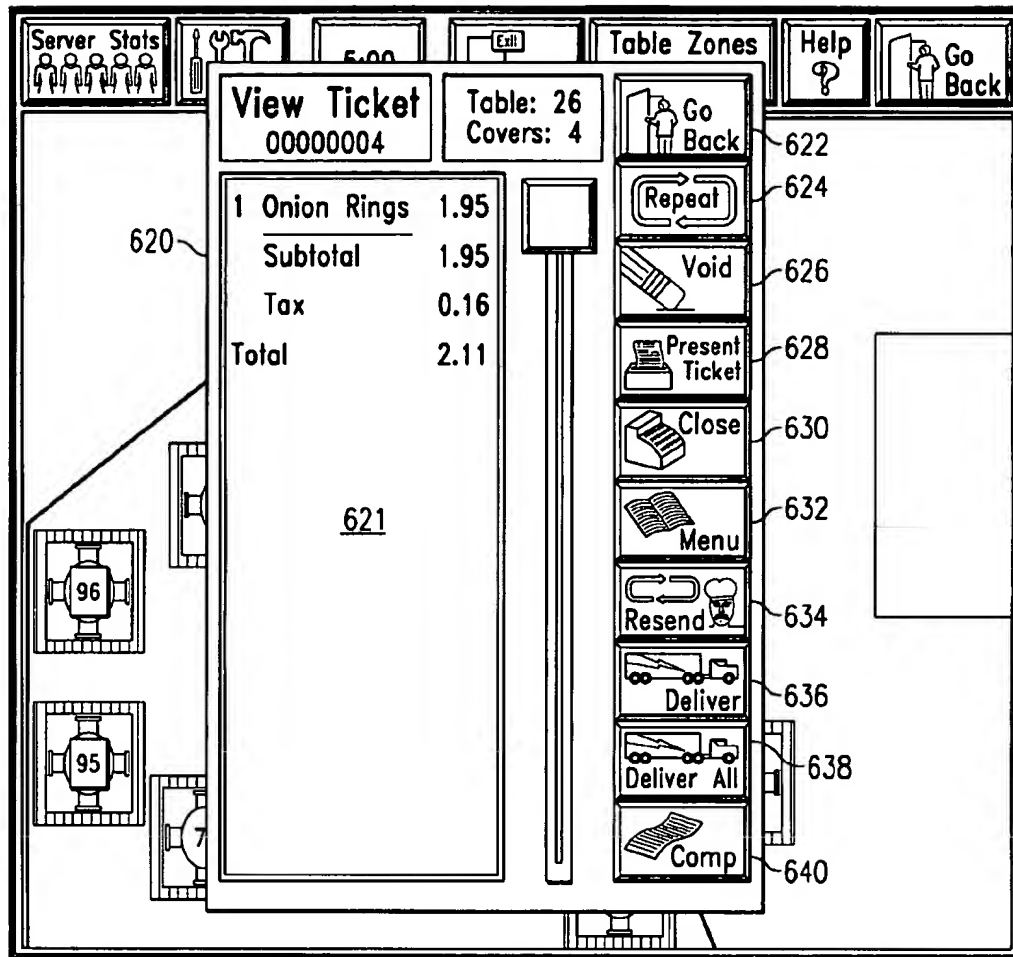 Server Stats
Exit
Table Zones
Help
?
Go
Back
View Ticket
00000004
Table: 26
Covers: 4
Go
Back
622
1 Onion Rings 1.95
Subtotal 1.95
Tax 0.16
Total 2.11
620
621
Repeat
624
Void
626
Present
Ticket
628
Close
630
Menu
632
Resend
634
Deliver
636
Deliver All
638
Comp
640
96
95
7